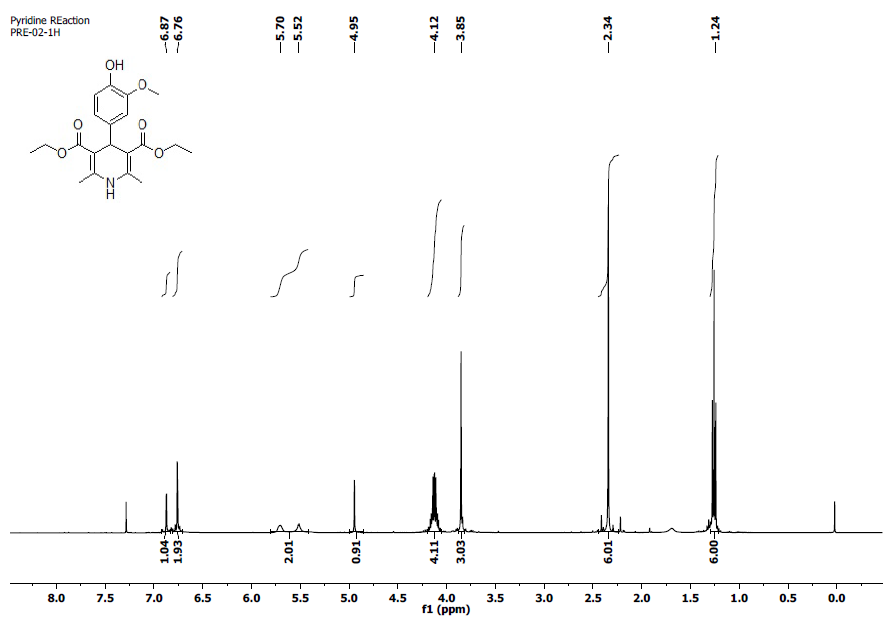 Pyridine REaction
PRE-02-1H
6.87
6.76
5.70
5.52
4.95
4.12
3.85
2.34
1.24
OH
O
O
O
O
O
N
H
1.04
1.93
2.01
0.91
4.11
3.03
6.01
6.00
8.0 7.5 7.0 6.5 6.0 5.5 5.0 4.5 4.0 3.5 3.0 2.5 2.0 1.5 1.0 0.5 0.0
f1 (ppm)